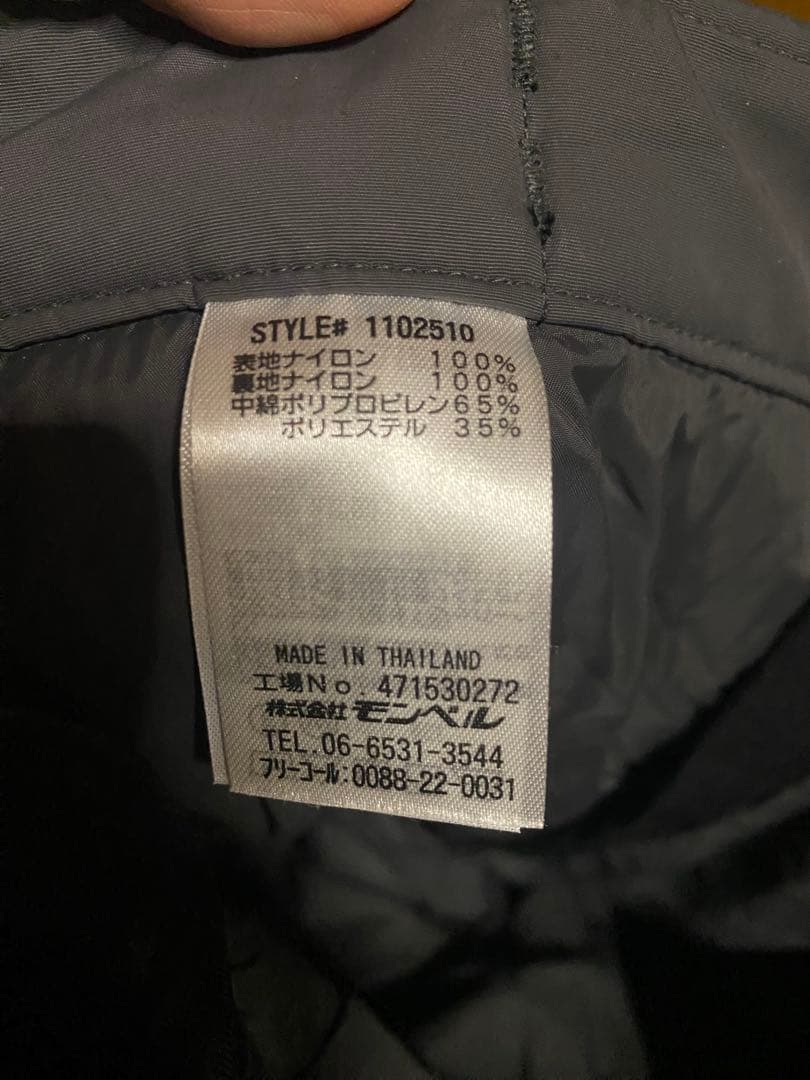 STYLE# 1102510
表地ナイロン 100%
裏地ナイロン 100%
中綿ポリプロピレン65%
ポリエステル 35%
MADE IN THAILAND
工場No. 471530272
株式会社モンベル
TEL.06-6531-3544
フリーコール:0088-22-0031